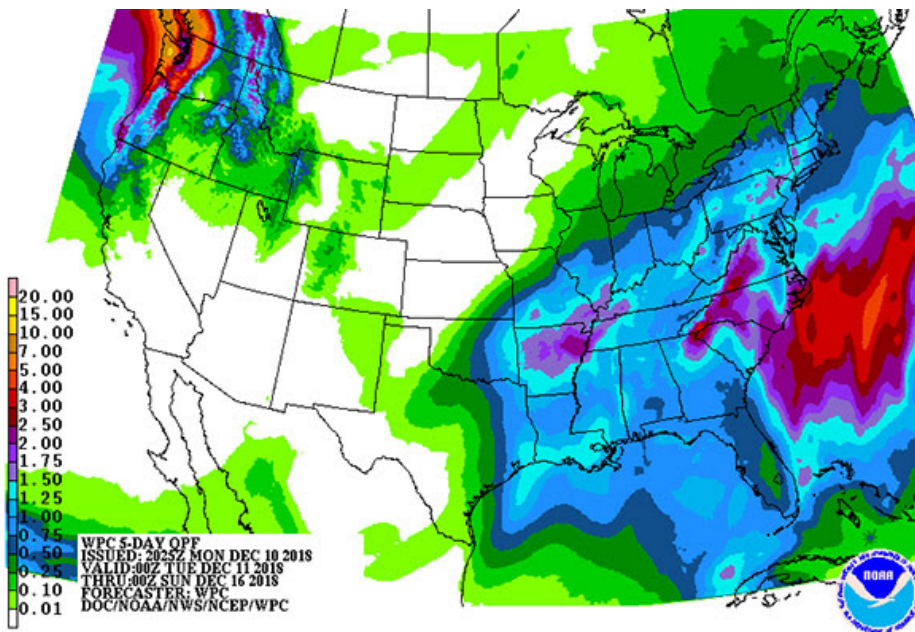 20.00
15.00
10.00
7.00
5.00
4.00
3.00
2.50
2.00
1.75
1.50
1.25
1.00
0.75
0.50
0.25
0.10
0.01
WPC 5-DAY QPF
ISSUED: 2025Z MON DEC 10 2018
VALID:00Z TUE DEC 11 2018
THRU:00Z SUN DEC 16 2018
FORECASTER: WPC
DOC/NOAA/NWS/NCEP/WPC
NOAA